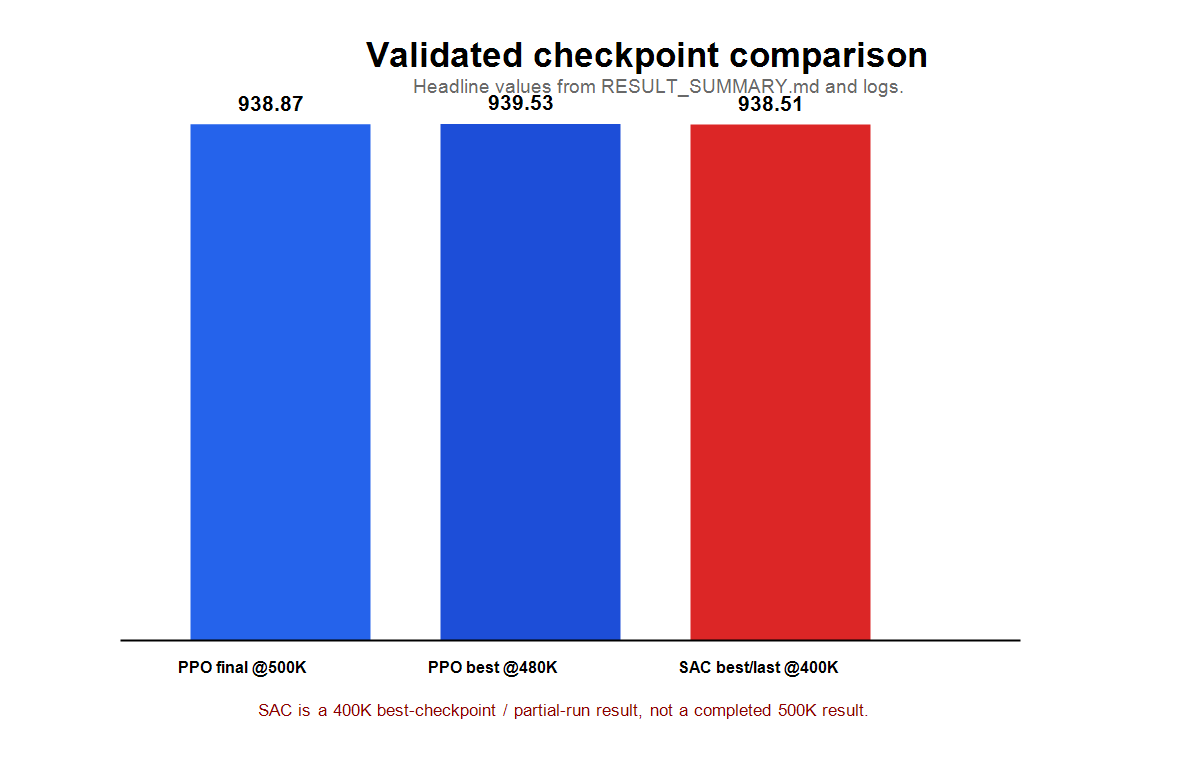 Validated checkpoint comparison
Headline values from RESULT_SUMMARY.md and logs.
938.87
939.53
938.51
PPO final @500K
PPO best @480K
SAC best/last @400K
SAC is a 400K best-checkpoint / partial-run result, not a completed 500K result.